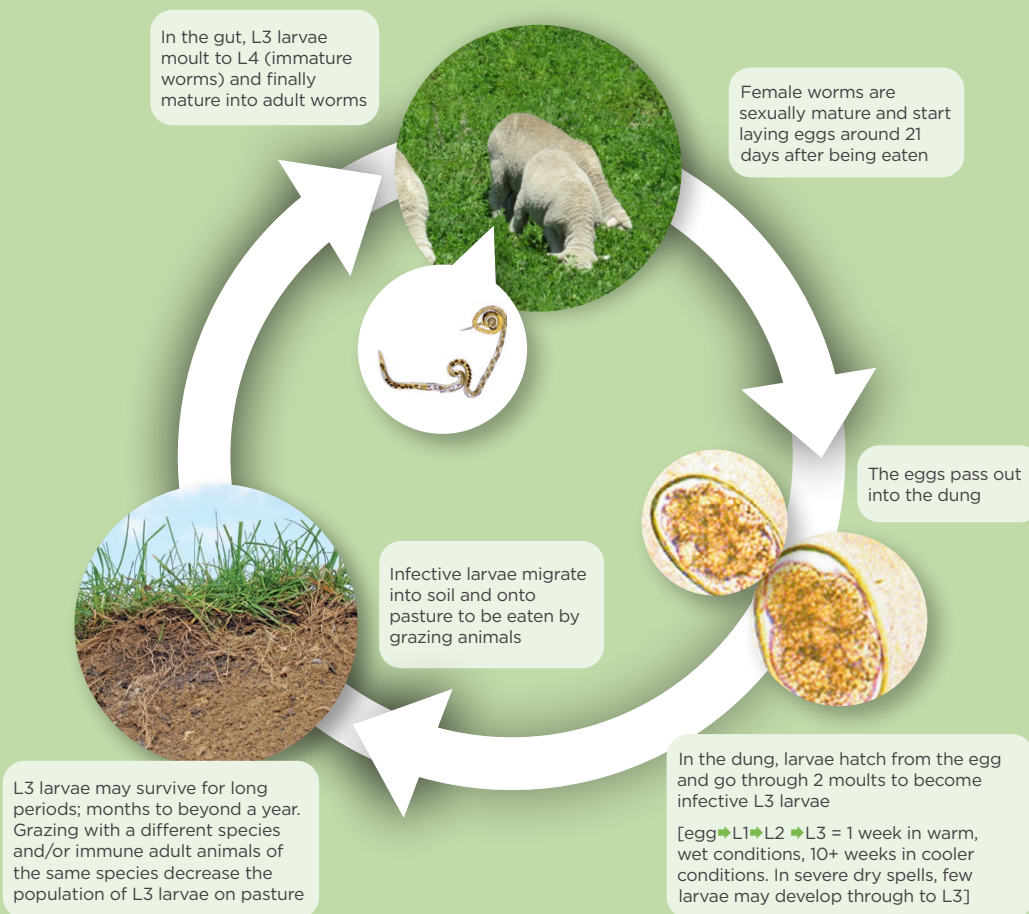 In the gut, L3 larvae
moult to L4 (immature
worms) and finally
mature into adult worms
Female worms are
sexually mature and start
laying eggs around 21
days after being eaten
The eggs pass out
into the dung
In the dung, larvae hatch from the egg
and go through 2 moults to become
infective L3 larvae
[egg➡L1➡L2 ➡L3 = 1 week in warm,
wet conditions, 10+ weeks in cooler
conditions. In severe dry spells, few
larvae may develop through to L3]
Infective larvae migrate
into soil and onto
pasture to be eaten by
grazing animals
L3 larvae may survive for long
periods; months to beyond a year.
Grazing with a different species
and/or immune adult animals of
the same species decrease the
population of L3 larvae on pasture